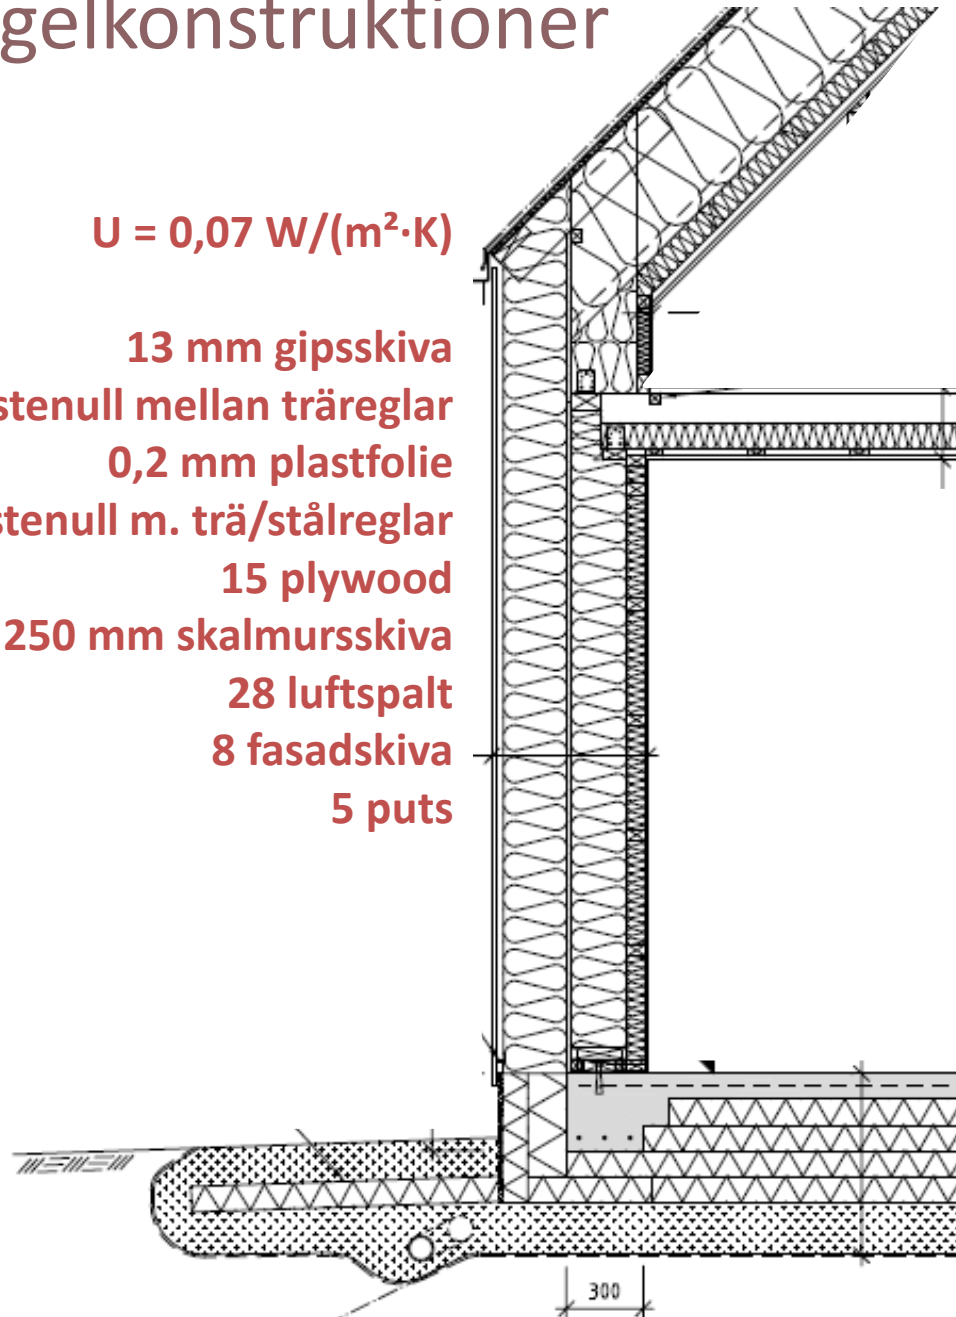 gelkonstruktioner
U = 0,07 W/(m²·K)
13 mm gipsskiva
stenull mellan träreglar
0,2 mm plastfolie
stenull m. trä/stålreglar
15 plywood
250 mm skalmursskiva
28 luftspalt
8 fasadskiva
5 puts
300